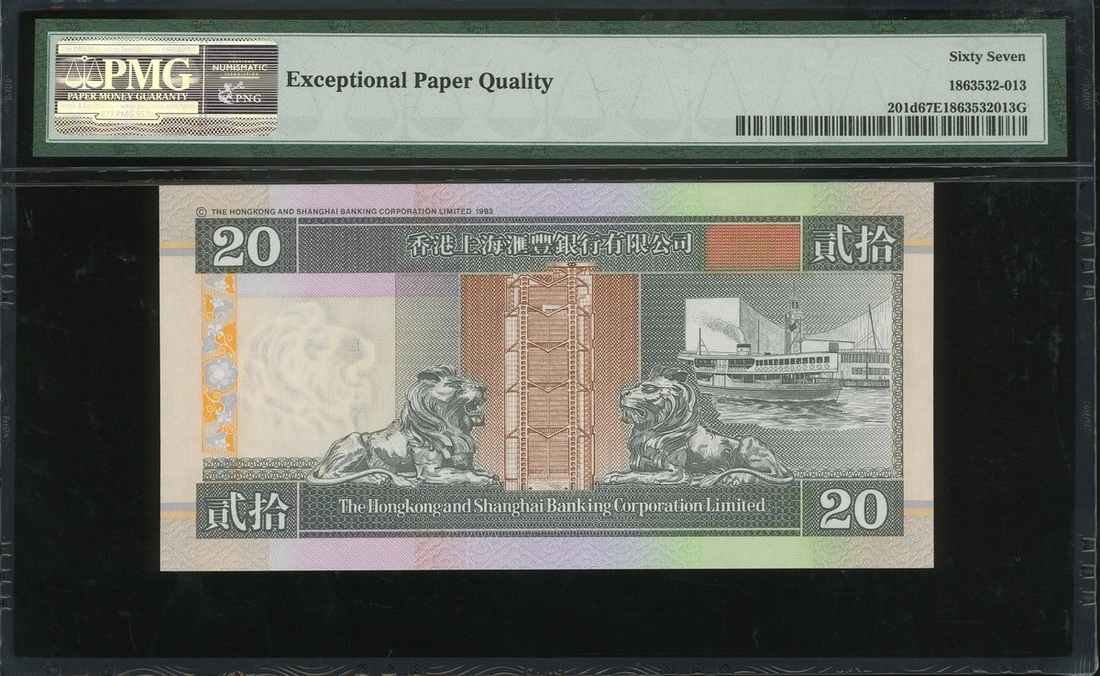 PMG
PAPER MONEY GUARANTY
NUMISMATIC
PNG
Exceptional Paper Quality
Sixty Seven
1863532-013
201d67E1863532013G
© THE HONGKONG AND SHANGHAI BANKING CORPORATION LIMITED 1993
20
香港上海滙豐銀行有限公司
貳拾
貳拾
The Hongkong and Shanghai Banking Corporation Limited
20